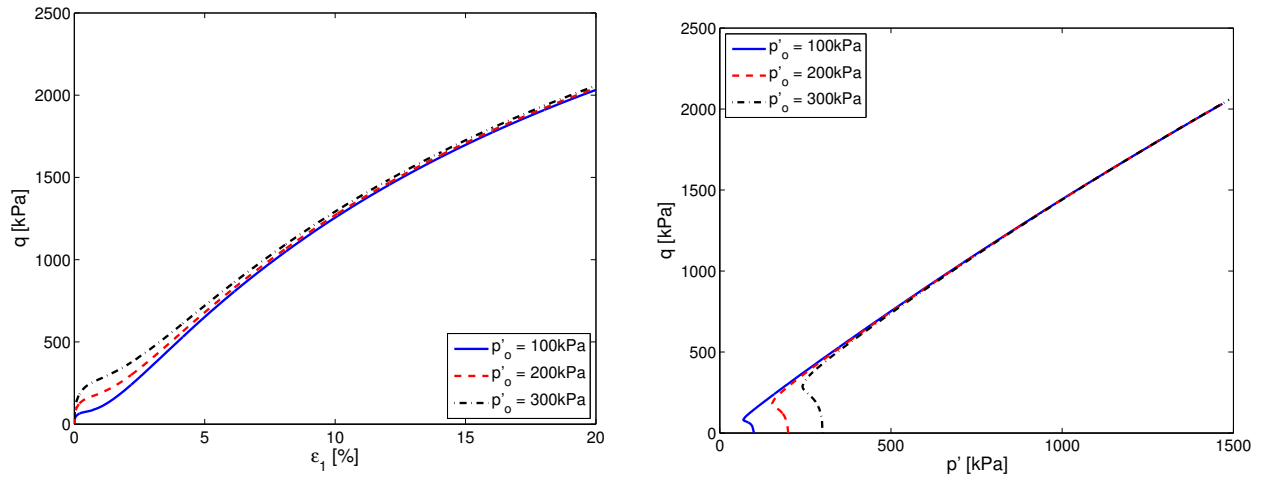 2500
2000
1500
1000
500
0
q [kPa]
0 5 10 15 20
ε1 [%]
p'o = 100kPa
p'o = 200kPa
p'o = 300kPa
2500
2000
1500
1000
500
0
q [kPa]
0 500 1000 1500
p' [kPa]
p'o = 100kPa
p'o = 200kPa
p'o = 300kPa